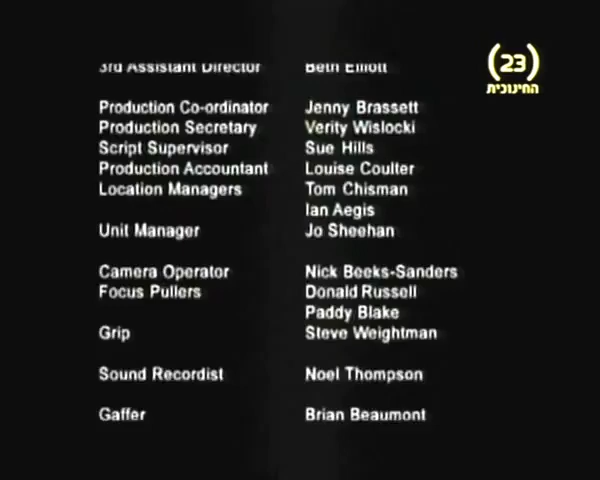 3rd Assistant Director Beth Elliott
(23)
החינוכית
Production Co-ordinator Jenny Brassett
Production Secretary Verity Wislocki
Script Supervisor Sue Hills
Production Accountant Louise Coulter
Location Managers Tom Chisman
Ian Aegis
Unit Manager Jo Sheehan
Camera Operator Nick Beeks-Sanders
Focus Pullers Donald Russell
Paddy Blake
Grip Steve Weightman
Sound Recordist Noel Thompson
Gaffer Brian Beaumont